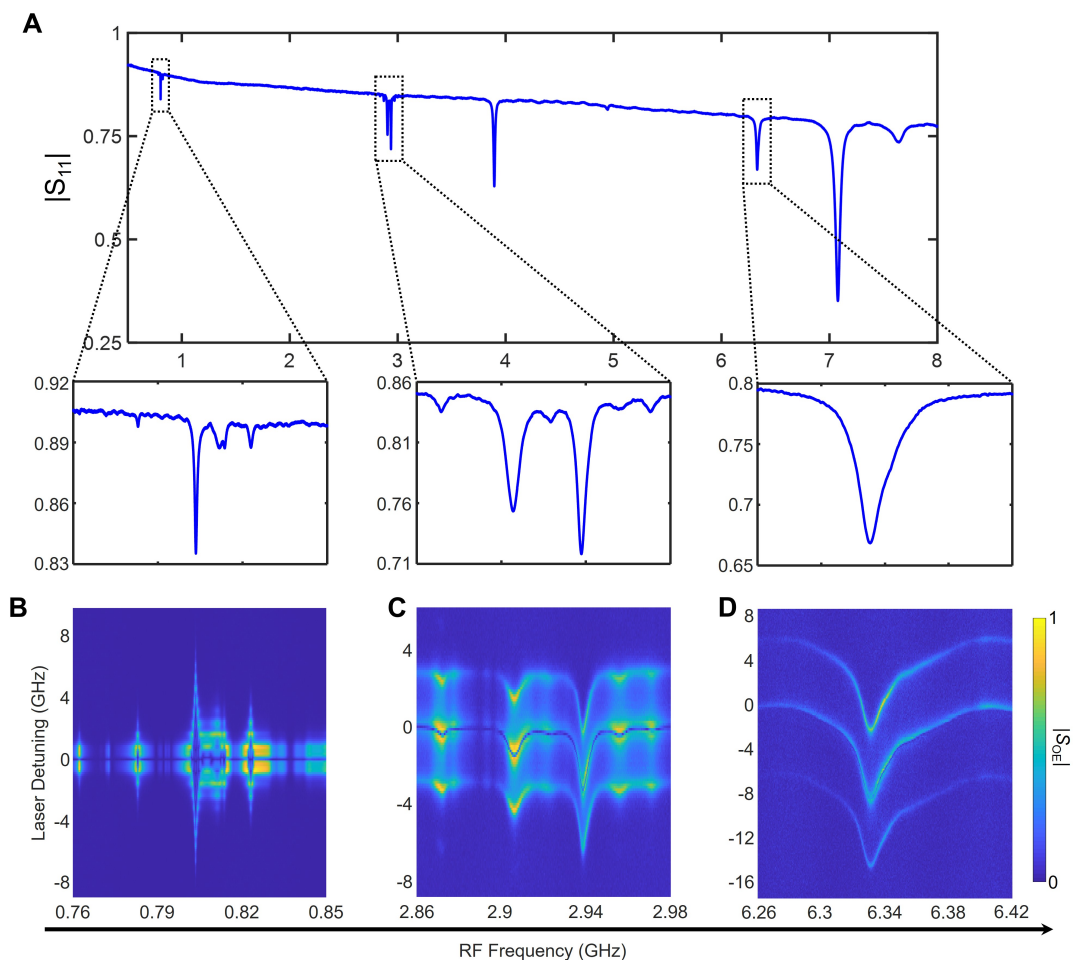 A
|S11|
1
0.75
0.5
0.25
1 2 3 4 5 6 7 8
0.92
0.89
0.86
0.83
0.86
0.81
0.76
0.71
0.8
0.75
0.7
0.65
B
Laser Detuning (GHz)
8
4
0
-4
-8
0.76 0.79 0.82 0.85
C
4
0
-4
-8
2.86 2.9 2.94 2.98
D
8
4
0
-4
-8
-12
-16
6.26 6.3 6.34 6.38 6.42
1
|SOE|
0
RF Frequency (GHz)